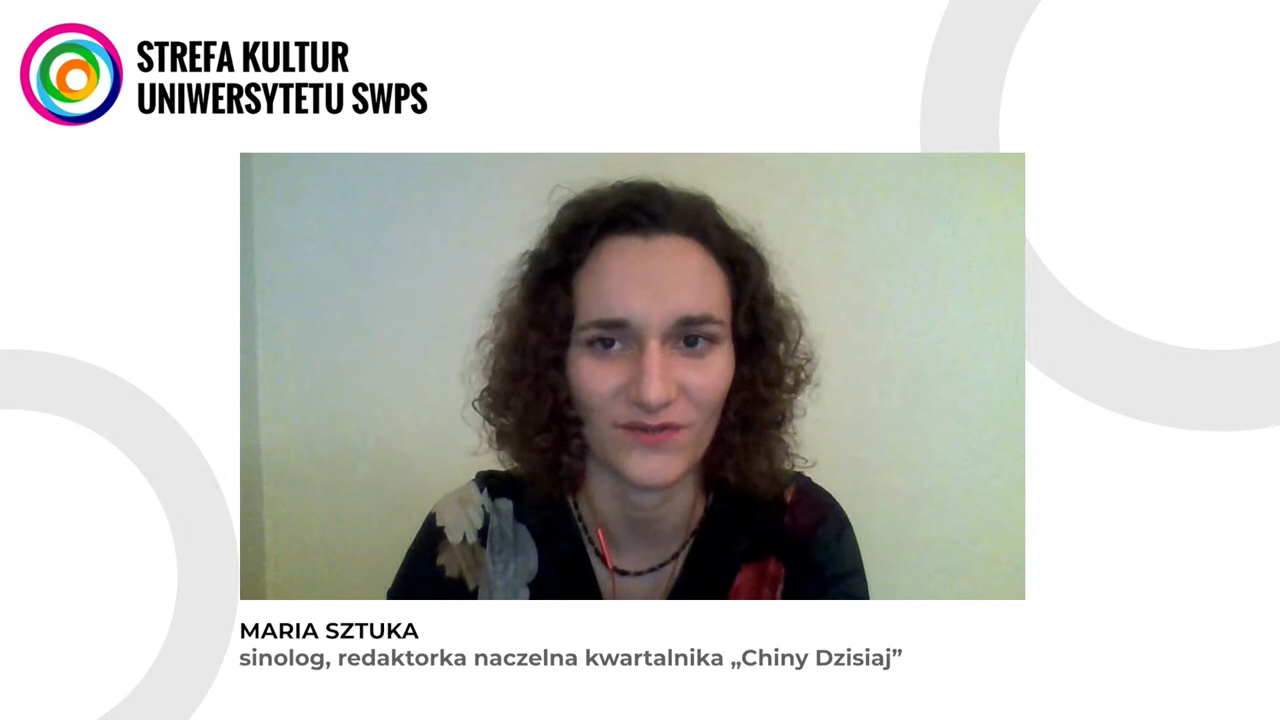 STREFA KULTUR
UNIWERSYTETU SWPS
MARIA SZTUKA
sinolog, redaktorka naczelna kwartalnika „Chiny Dzisiaj”